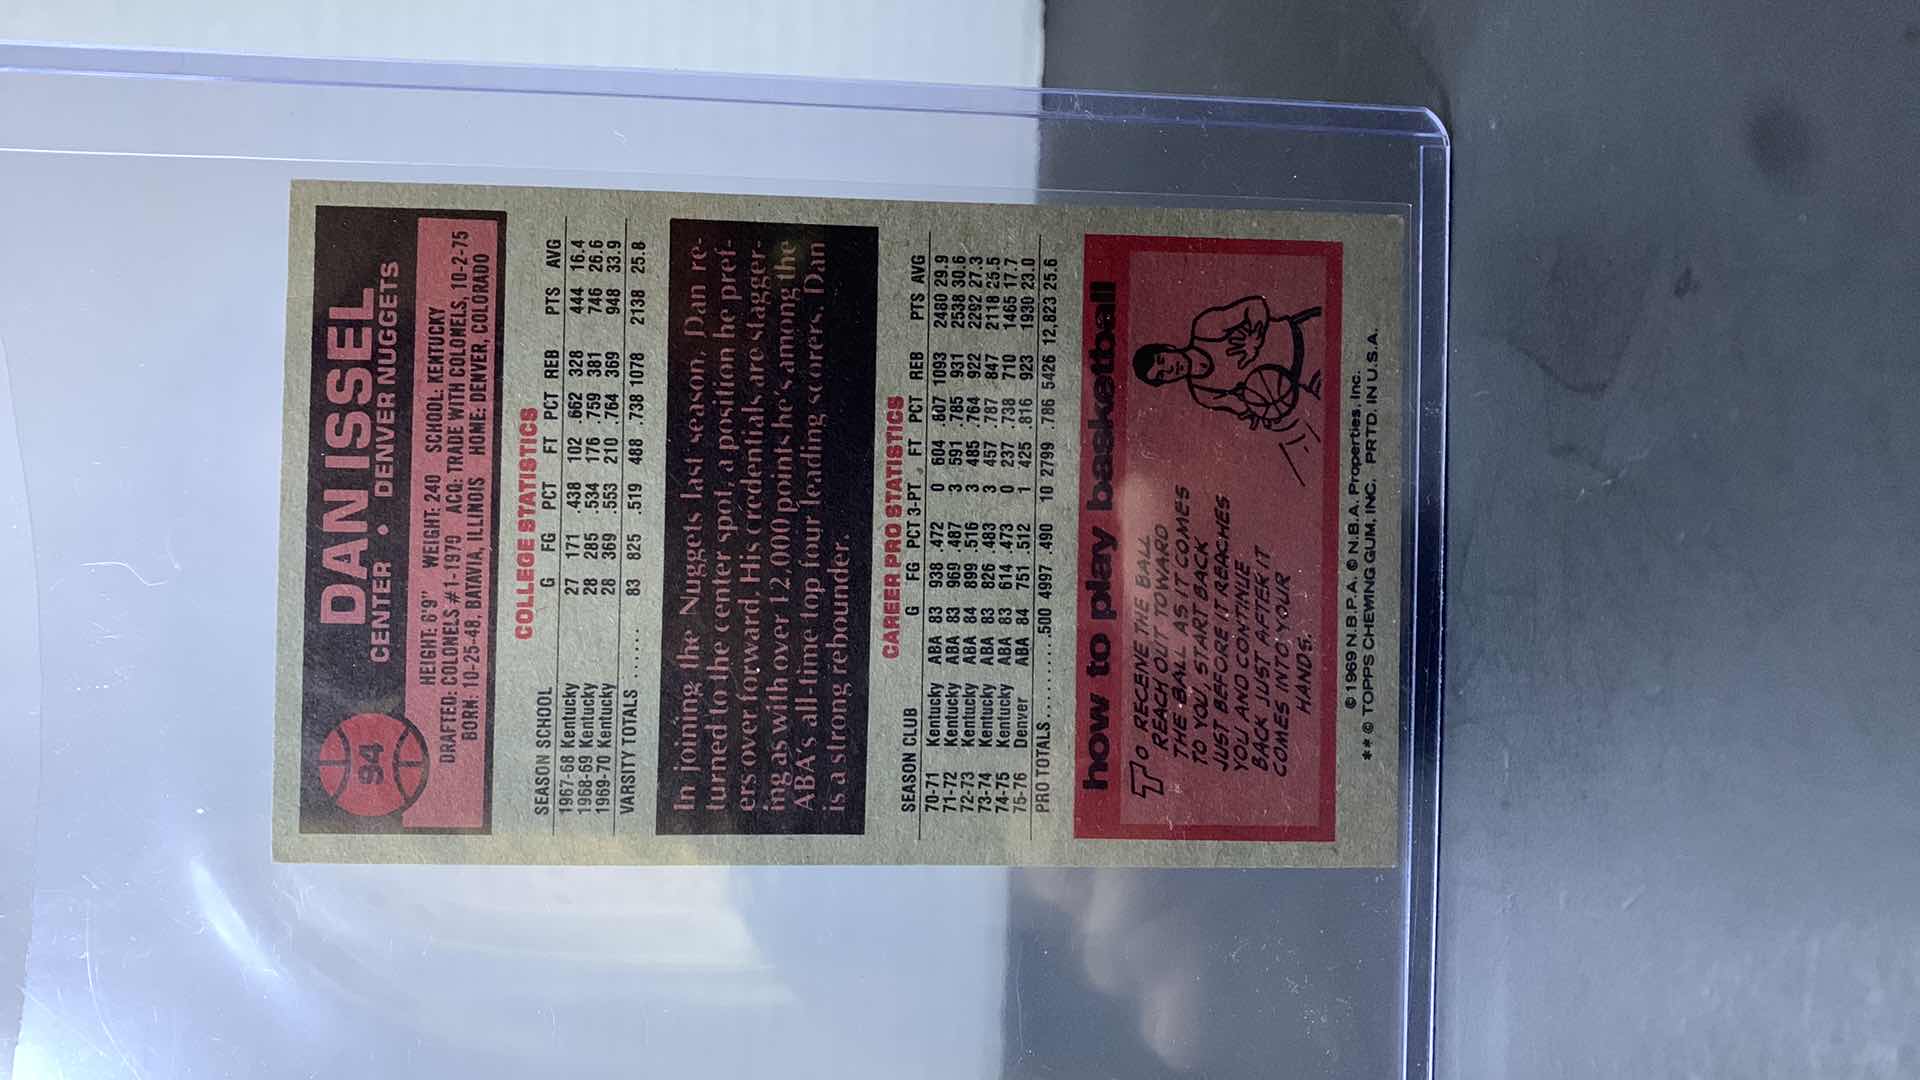 94
DAN ISSEL
CENTER • DENVER NUGGETS
HEIGHT: 6'9" WEIGHT: 240 SCHOOL: KENTUCKY
DRAFTED: COLONELS #1-1970 ACQ: TRADE WITH COLONELS, 10-2-75
BORN: 10-25-48, BATAVIA, ILLINOIS HOME: DENVER, COLORADO
COLLEGE STATISTICS
SEASON SCHOOL G FG PCT FT PCT REB PTS AVG
1967-68 Kentucky 27 171 .438 102 .662 328 444 16.4
1968-69 Kentucky 28 285 .534 176 .759 381 746 26.6
1969-70 Kentucky 28 369 .553 210 .764 369 948 33.9
VARSITY TOTALS ...... 83 825 .519 488 .738 1078 2138 25.8
In joining the Nuggets last season, Dan re-
turned to the center spot, a position he pref-
ers over forward. His credentials are stagger-
ing as with over 12,000 points he's among the
ABA's all-time top four leading scorers. Dan
is a strong rebounder.
CAREER PRO STATISTICS
SEASON CLUB G FG PCT 3-PT. FT PCT REB PTS AVG
70-71 Kentucky ABA 83 938 .472 0 604 .807 1093 2480 29.9
71-72 Kentucky ABA 83 969 .487 3 591 .785 931 2538 30.6
72-73 Kentucky ABA 84 899 .516 3 485 .764 922 2292 27.3
73-74 Kentucky ABA 83 826 .483 3 457 .787 847 2118 25.5
74-75 Kentucky ABA 83 614 .473 0 237 .738 710 1465 17.7
75-76 Denver ABA 84 751 .512 1 425 .816 923 1930 23.0
PRO TOTALS .......... .500 4997 .490 10 2799 .786 5426 12,823 25.6
how to play basketball
TO RECEIVE THE BALL
REACH OUT TOWARD
THE BALL AS IT COMES
TO YOU. START BACK
JUST BEFORE IT REACHES
YOU AND CONTINUE
BACK JUST AFTER IT
COMES INTO YOUR
HANDS.
© 1969 N.B.P.A. © N.B.A. Properties, Inc.
** © TOPPS CHEWING GUM, INC. PRTD. IN U.S.A.